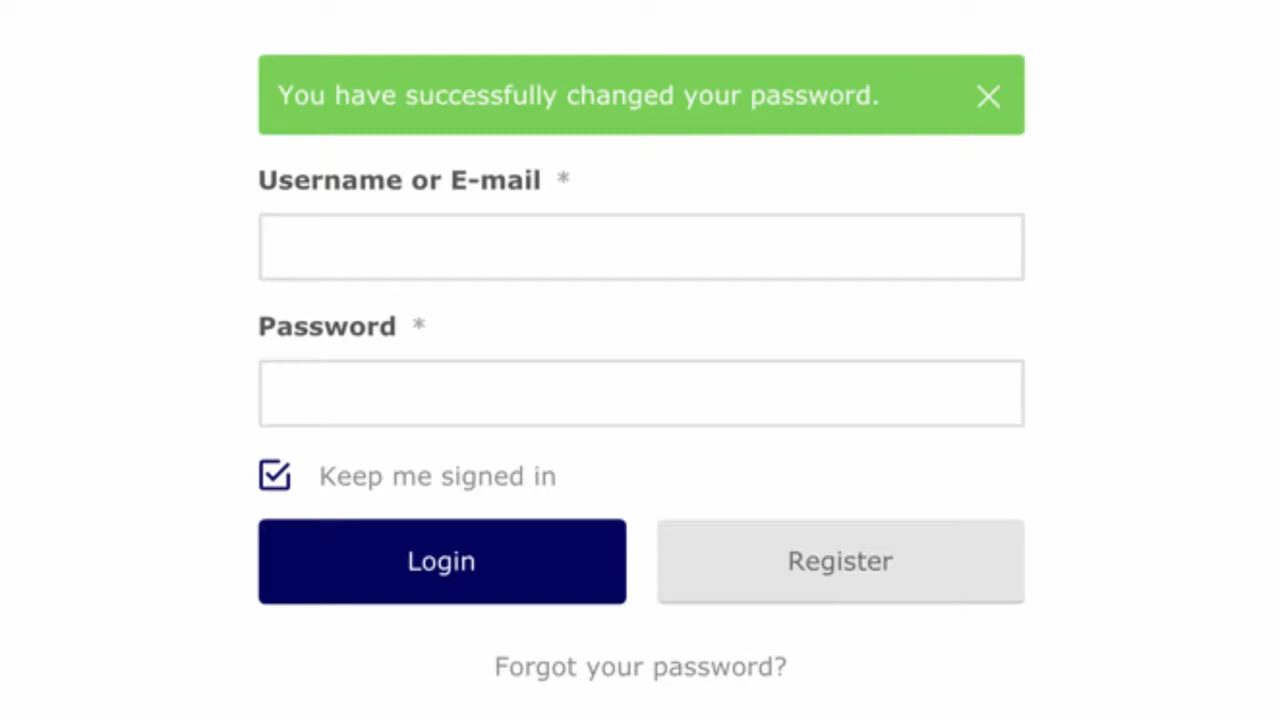 You have successfully changed your password.
Username or E-mail *
Password *
Keep me signed in
Login
Register
Forgot your password?